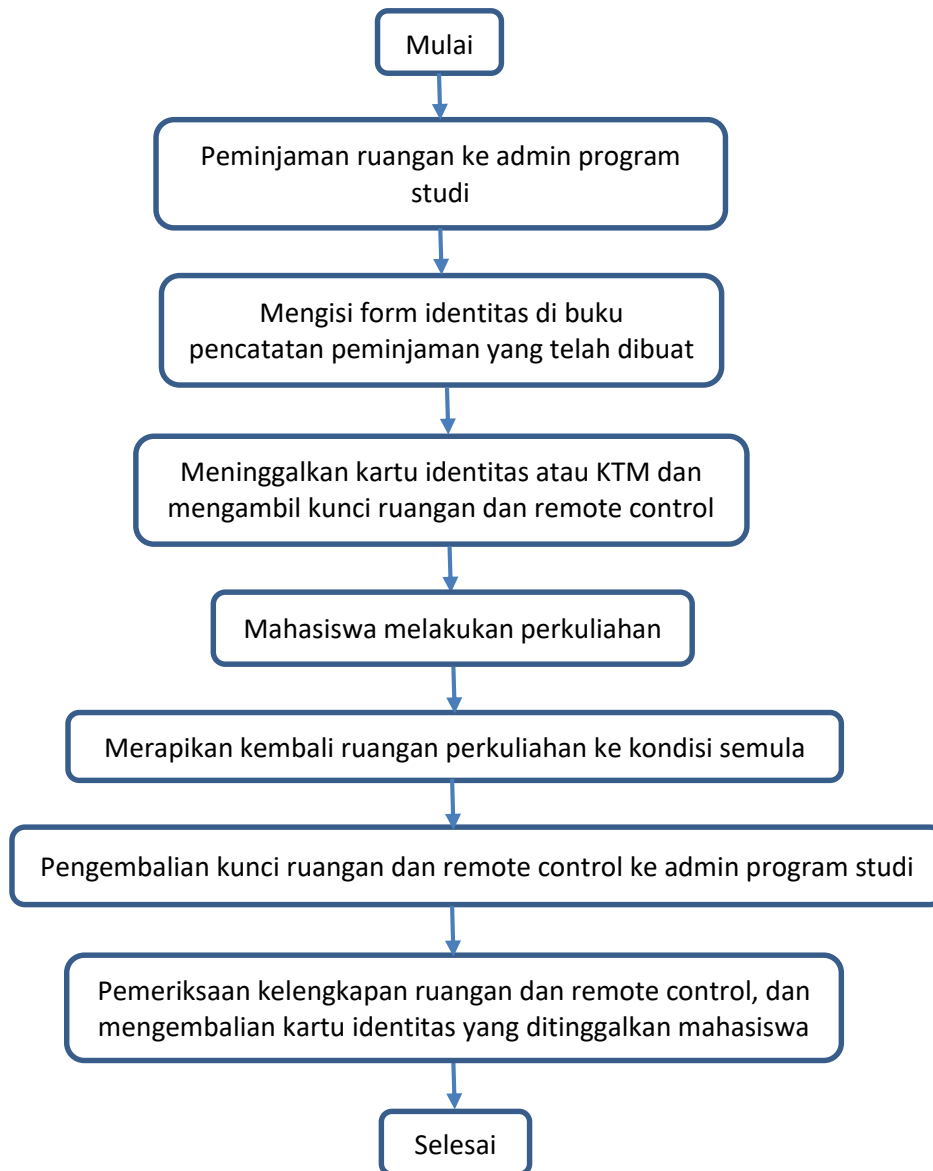 Mulai
Peminjaman ruangan ke admin program
studi
Mengisi form identitas di buku
pencatatan peminjaman yang telah dibuat
Meninggalkan kartu identitas atau KTM dan
mengambil kunci ruangan dan remote control
Mahasiswa melakukan perkuliahan
Merapikan kembali ruangan perkuliahan ke kondisi semula
Pengembalian kunci ruangan dan remote control ke admin program studi
Pemeriksaan kelengkapan ruangan dan remote control, dan
mengembalian kartu identitas yang ditinggalkan mahasiswa
Selesai